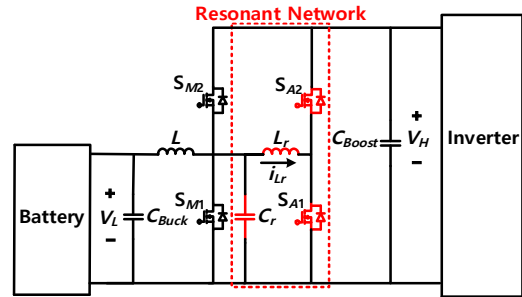 Resonant Network
S_M2
S_A2
L
L_r
C_Boost
+
V_H
−
Inverter
i_Lr
Battery
+
V_L
−
C_Buck
S_M1
C_r
S_A1